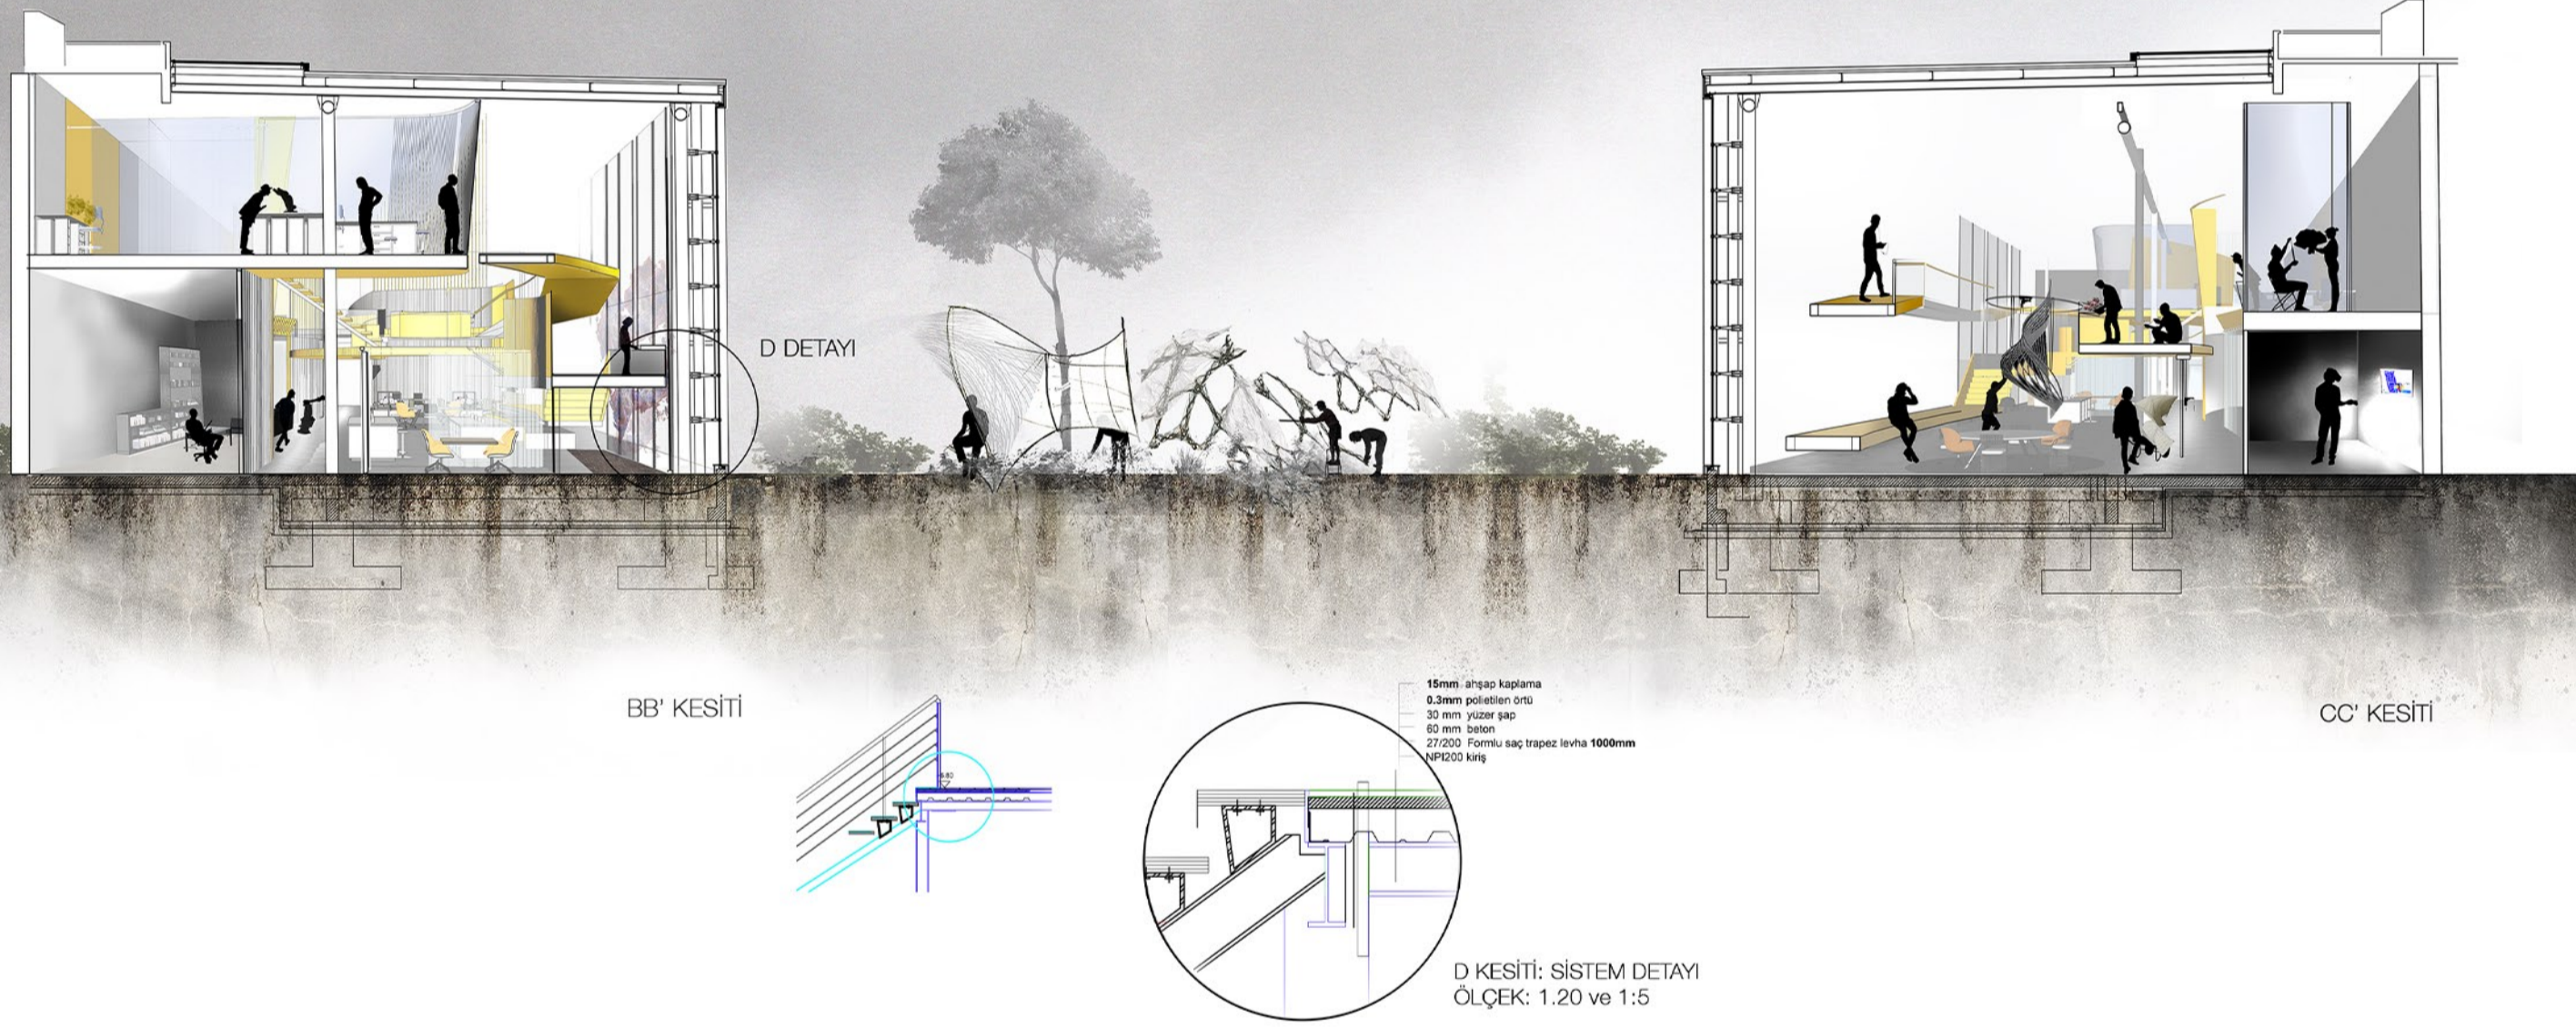 D DETAYI
BB' KESİTİ
CC' KESİTİ
15mm ahşap kaplama
0.3mm polietilen örtü
30 mm yüzer şap
60 mm beton
27/200 Formlu saç trapez levha 1000mm
NPI200 kiriş
D KESİTİ: SİSTEM DETAYI
ÖLÇEK: 1.20 ve 1:5